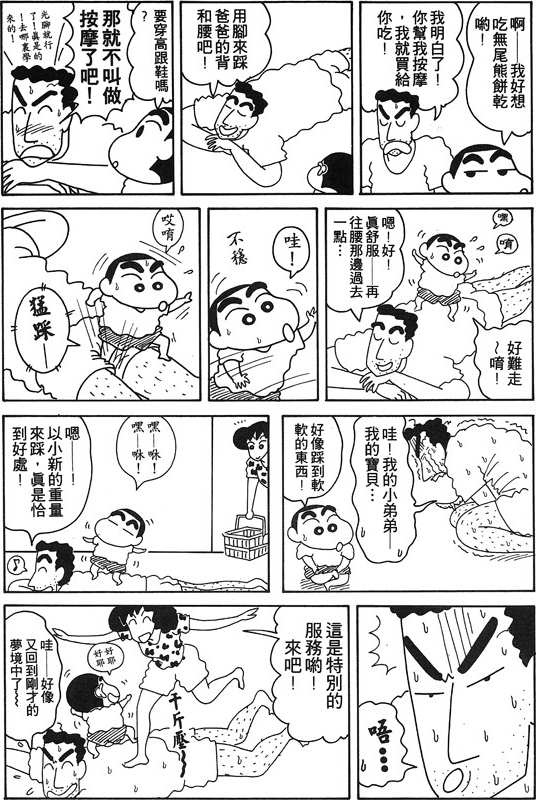 啊——我好想
吃無尾熊餅乾
喲！
我明白了！
你幫我按摩
，我就買給
你吃！
用腳來踩
爸爸的背
和腰吧！
要穿高跟鞋嗎
？
那就不叫做
按摩了吧！
光聊就行
了！真是的
！去哪裏學
來的！
嘿
唷
好難走
～唷！
嗯！好！
真舒服——再
往腰那邊過去
一點…
哇！
不穩
哎唷
猛踩——
哇！我的小弟弟——
我的寶貝…
好像踩到軟
軟的東西！
嘿——咻！
嘿——咻！
嗯——！
以小新的重量
來踩，真是恰
到好處！
唔…
這是特別的
服務喲！
來吧！
千斤壓～
好耶
好耶
哇——好像
又回到剛才的
夢境中了～